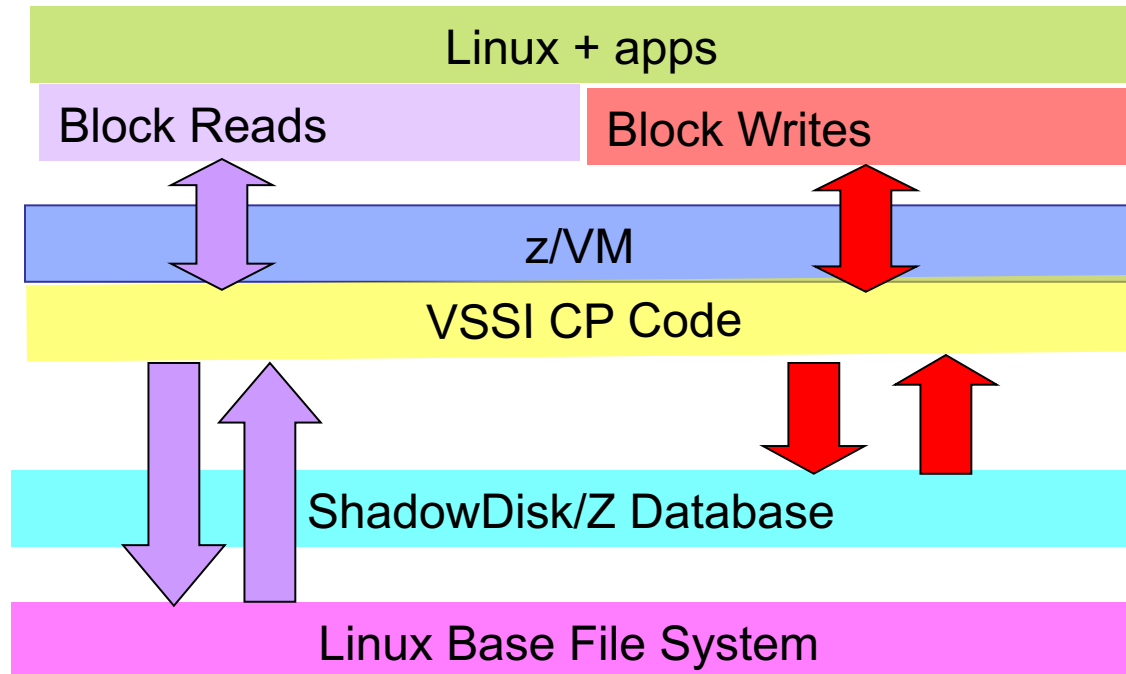 Linux + apps
Block Reads
Block Writes
z/VM
VSSI CP Code
ShadowDisk/Z Database
Linux Base File System